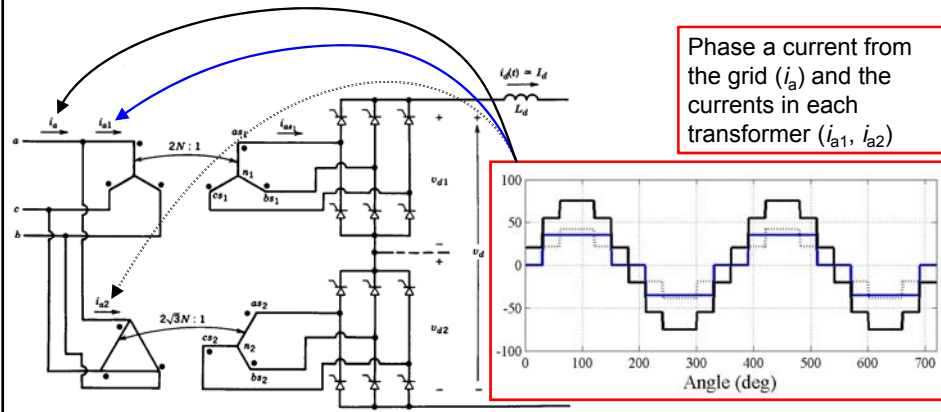 Phase a current from
the grid (ia) and the
currents in each
transformer (ia1, ia2)
id(t) ≃ Id
Ld
ia
ia1
as1
ias1
a
2N : 1
n1
cs1
bs1
vd1
c
b
vd
+
+
−
+
−
−
ia2
as2
2√3N : 1
cs2
n2
bs2
vd2
100
50
0
-50
-100
0 100 200 300 400 500 600 700
Angle (deg)